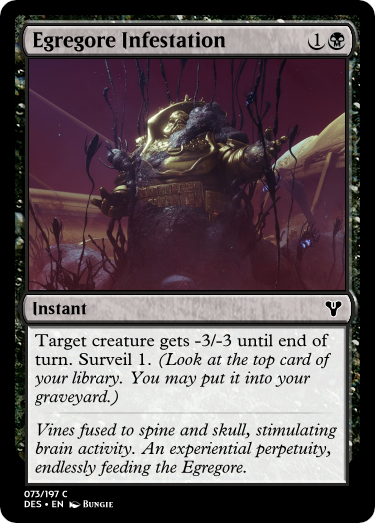 Egregore Infestation 1
Instant
Target creature gets -3/-3 until end of
turn. Surveil 1. (Look at the top card of
your library. You may put it into your
graveyard.)
Vines fused to spine and skull, stimulating
brain activity. An experiential perpetuity,
endlessly feeding the Egregore.
073/197 C
DES • EN BUNGIE